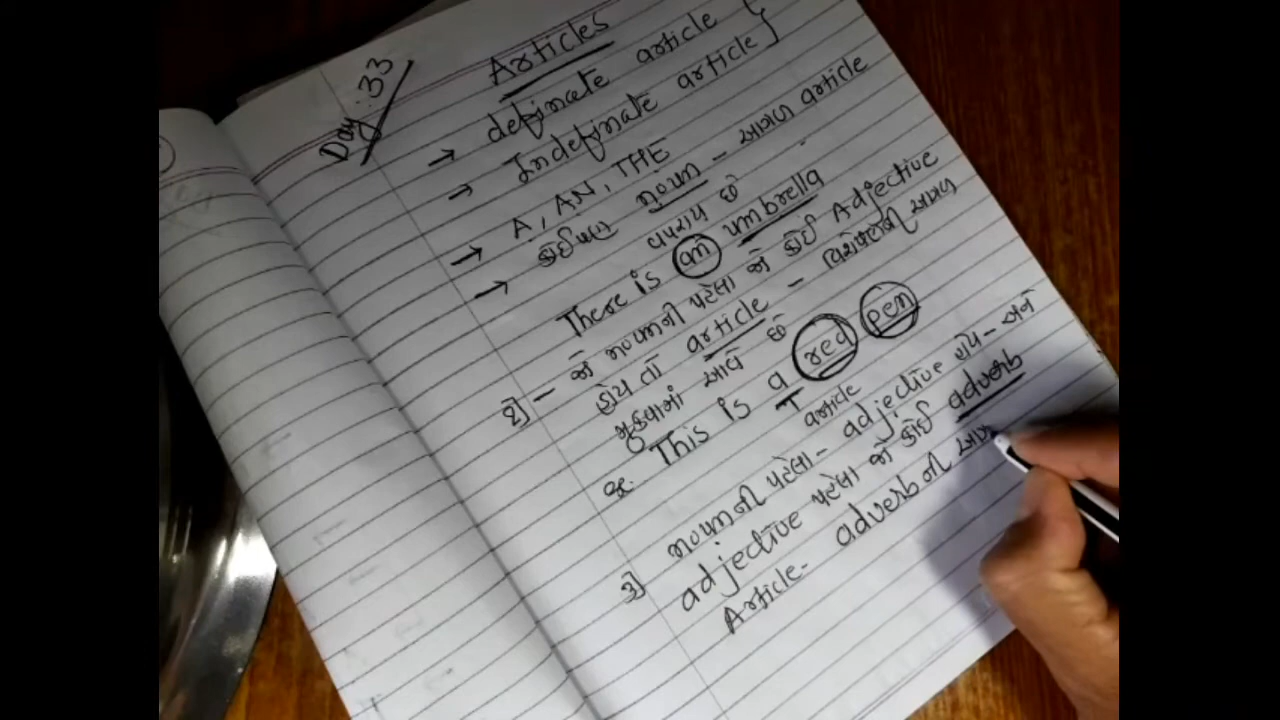 Day : 33
Articles
→ definate article }
→ Indefinate article }
→ A, AN, THE
→ કોઈપણ noun - આગળ article
વપરાય છે
There is an umbrella
૨) - જો nounની પહેલા જો કોઈ Adjective
હોય તો article - વિશેષણની આગળ
મુકવામાં આવે છે
જૂ. This is a red pen
article
૩) nounની પહેલા - adjective હોય - અને
adjective પહેલા જો કોઈ adverb
Article - adverbની આગ